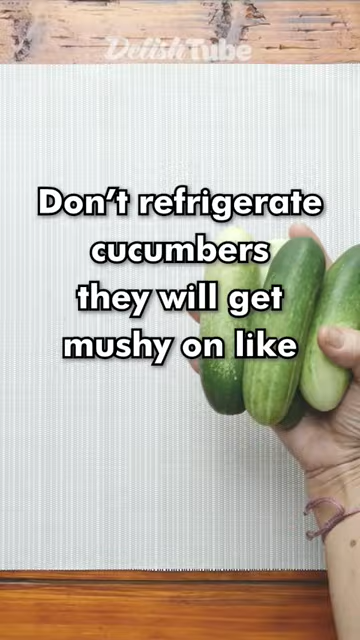 DelishTube
Don't refrigerate
cucumbers
they will get
mushy on like